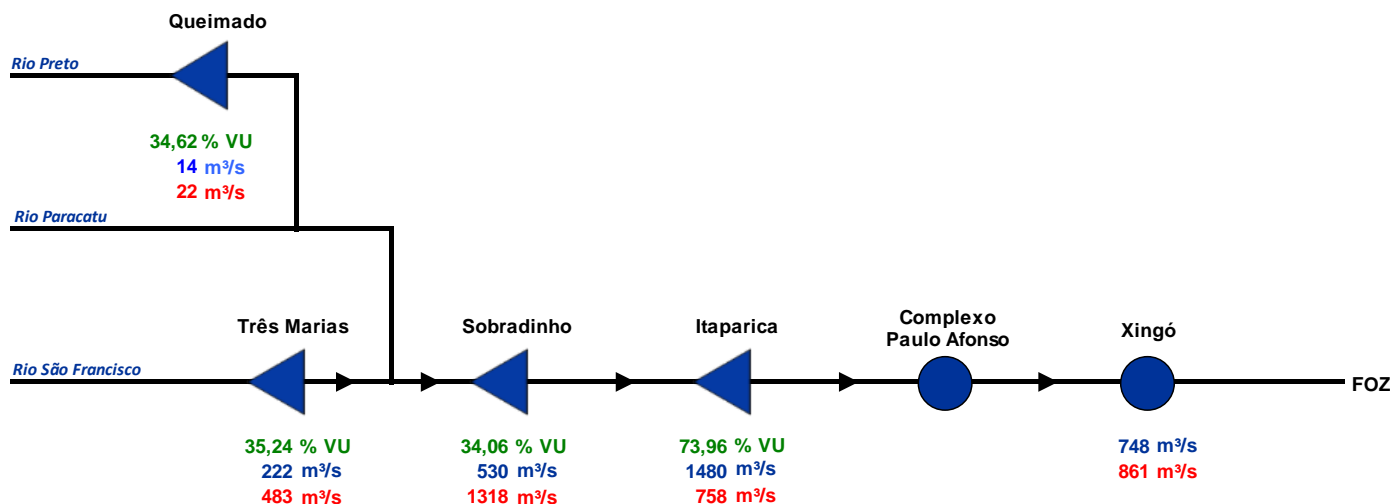 Queimado
Rio Preto
34,62 % VU
14 m³/s
22 m³/s
Rio Paracatu
Três Marias
Sobradinho
Itaparica
Complexo
Paulo Afonso
Xingó
Rio São Francisco
FOZ
35,24 % VU
222 m³/s
483 m³/s
34,06 % VU
530 m³/s
1318 m³/s
73,96 % VU
1480 m³/s
758 m³/s
748 m³/s
861 m³/s